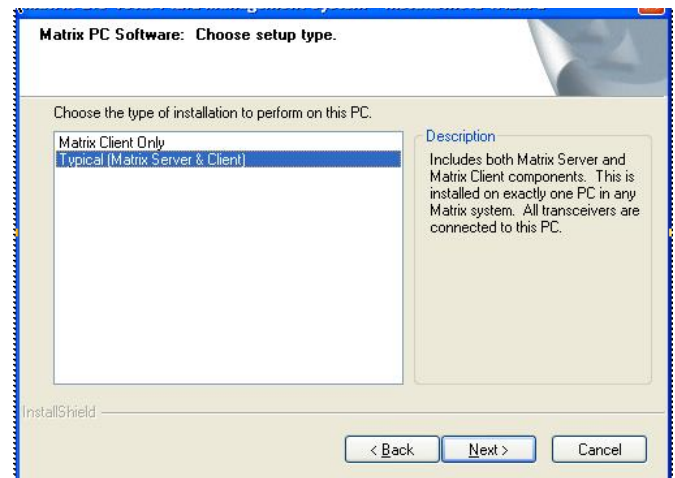 Matrix PC Software: Choose setup type.
Choose the type of installation to perform on this PC.
Matrix Client Only
Typical (Matrix Server & Client)
Description
Includes both Matrix Server and
Matrix Client components. This is
installed on exactly one PC in any
Matrix system. All transceivers are
connected to this PC.
InstallShield
< Back
Next >
Cancel